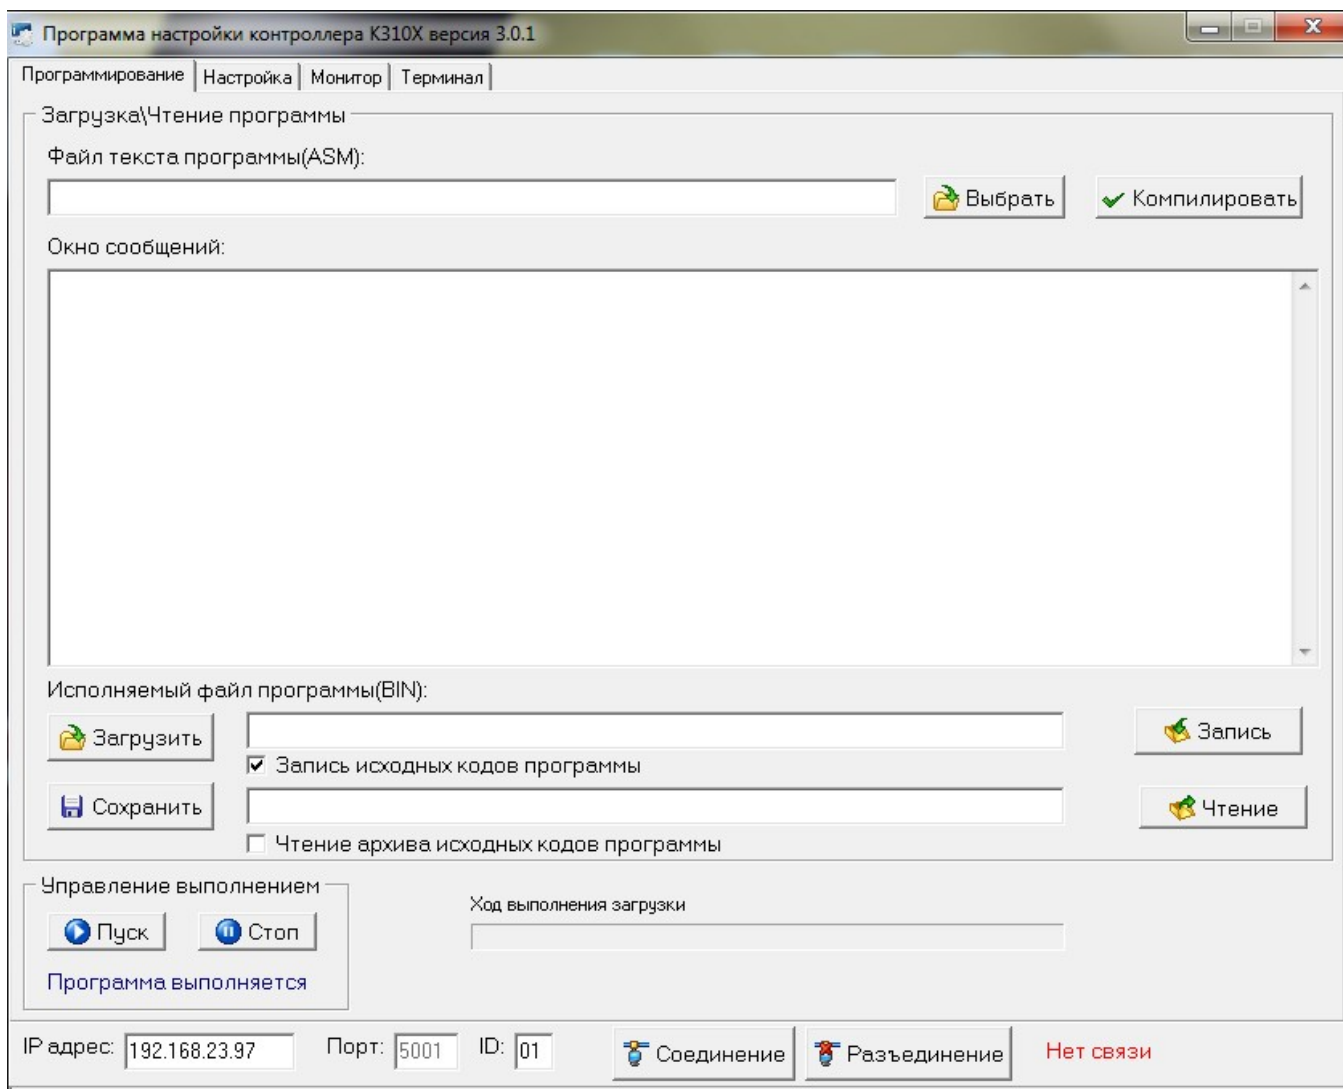 Программа настройки контроллера К310Х версия 3.0.1
Программирование Настройка Монитор Терминал
Загрузка\Чтение программы
Файл текста программы(ASM):
Выбрать Компилировать
Окно сообщений:
Исполняемый файл программы(BIN):
Загрузить Запись
Запись исходных кодов программы
Сохранить Чтение
Чтение архива исходных кодов программы
Управление выполнением
Ход выполнения загрузки
Пуск Стоп
Программа выполняется
IP адрес: 192.168.23.97 Порт: 5001 ID: 01 Соединение Разъединение Нет связи